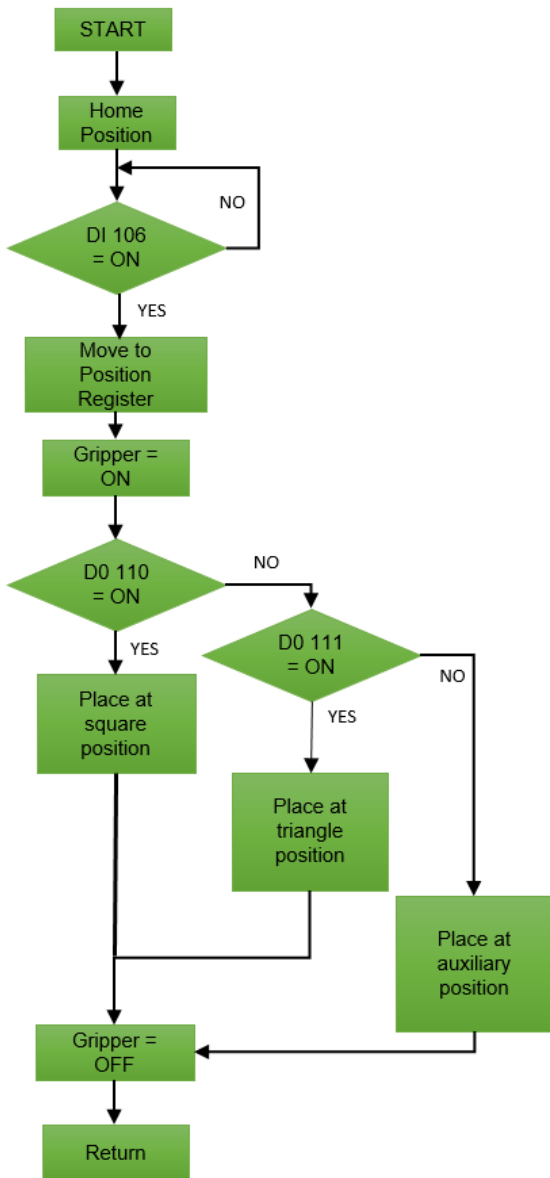 START
Home
Position
NO
DI 106
= ON
YES
Move to
Position
Register
Gripper =
ON
D0 110
= ON
NO
YES
D0 111
= ON
NO
YES
Place at
square
position
Place at
triangle
position
Place at
auxiliary
position
Gripper =
OFF
Return